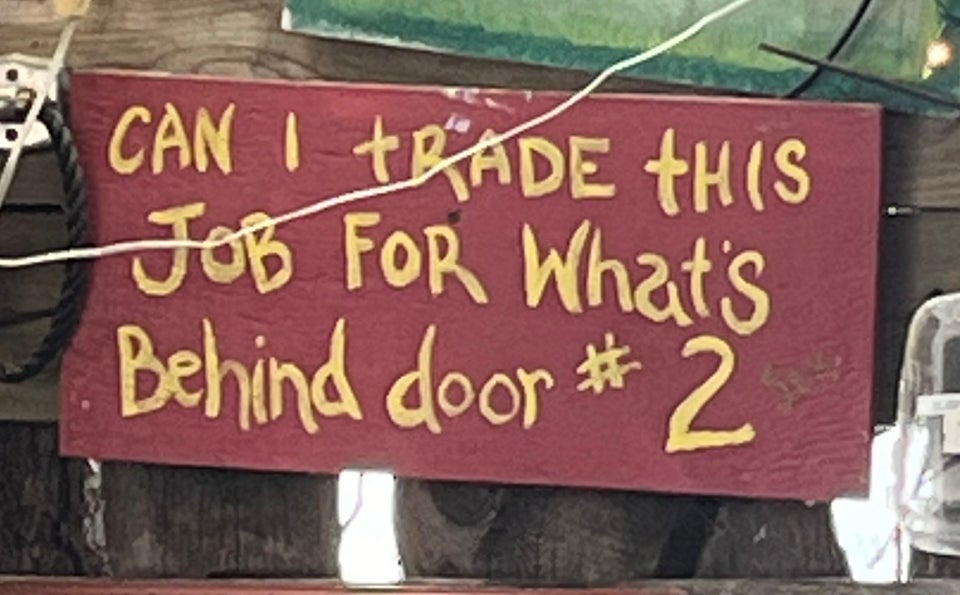 CAN I tRADE tHIS
JOB FOR What's
Behind door # 2